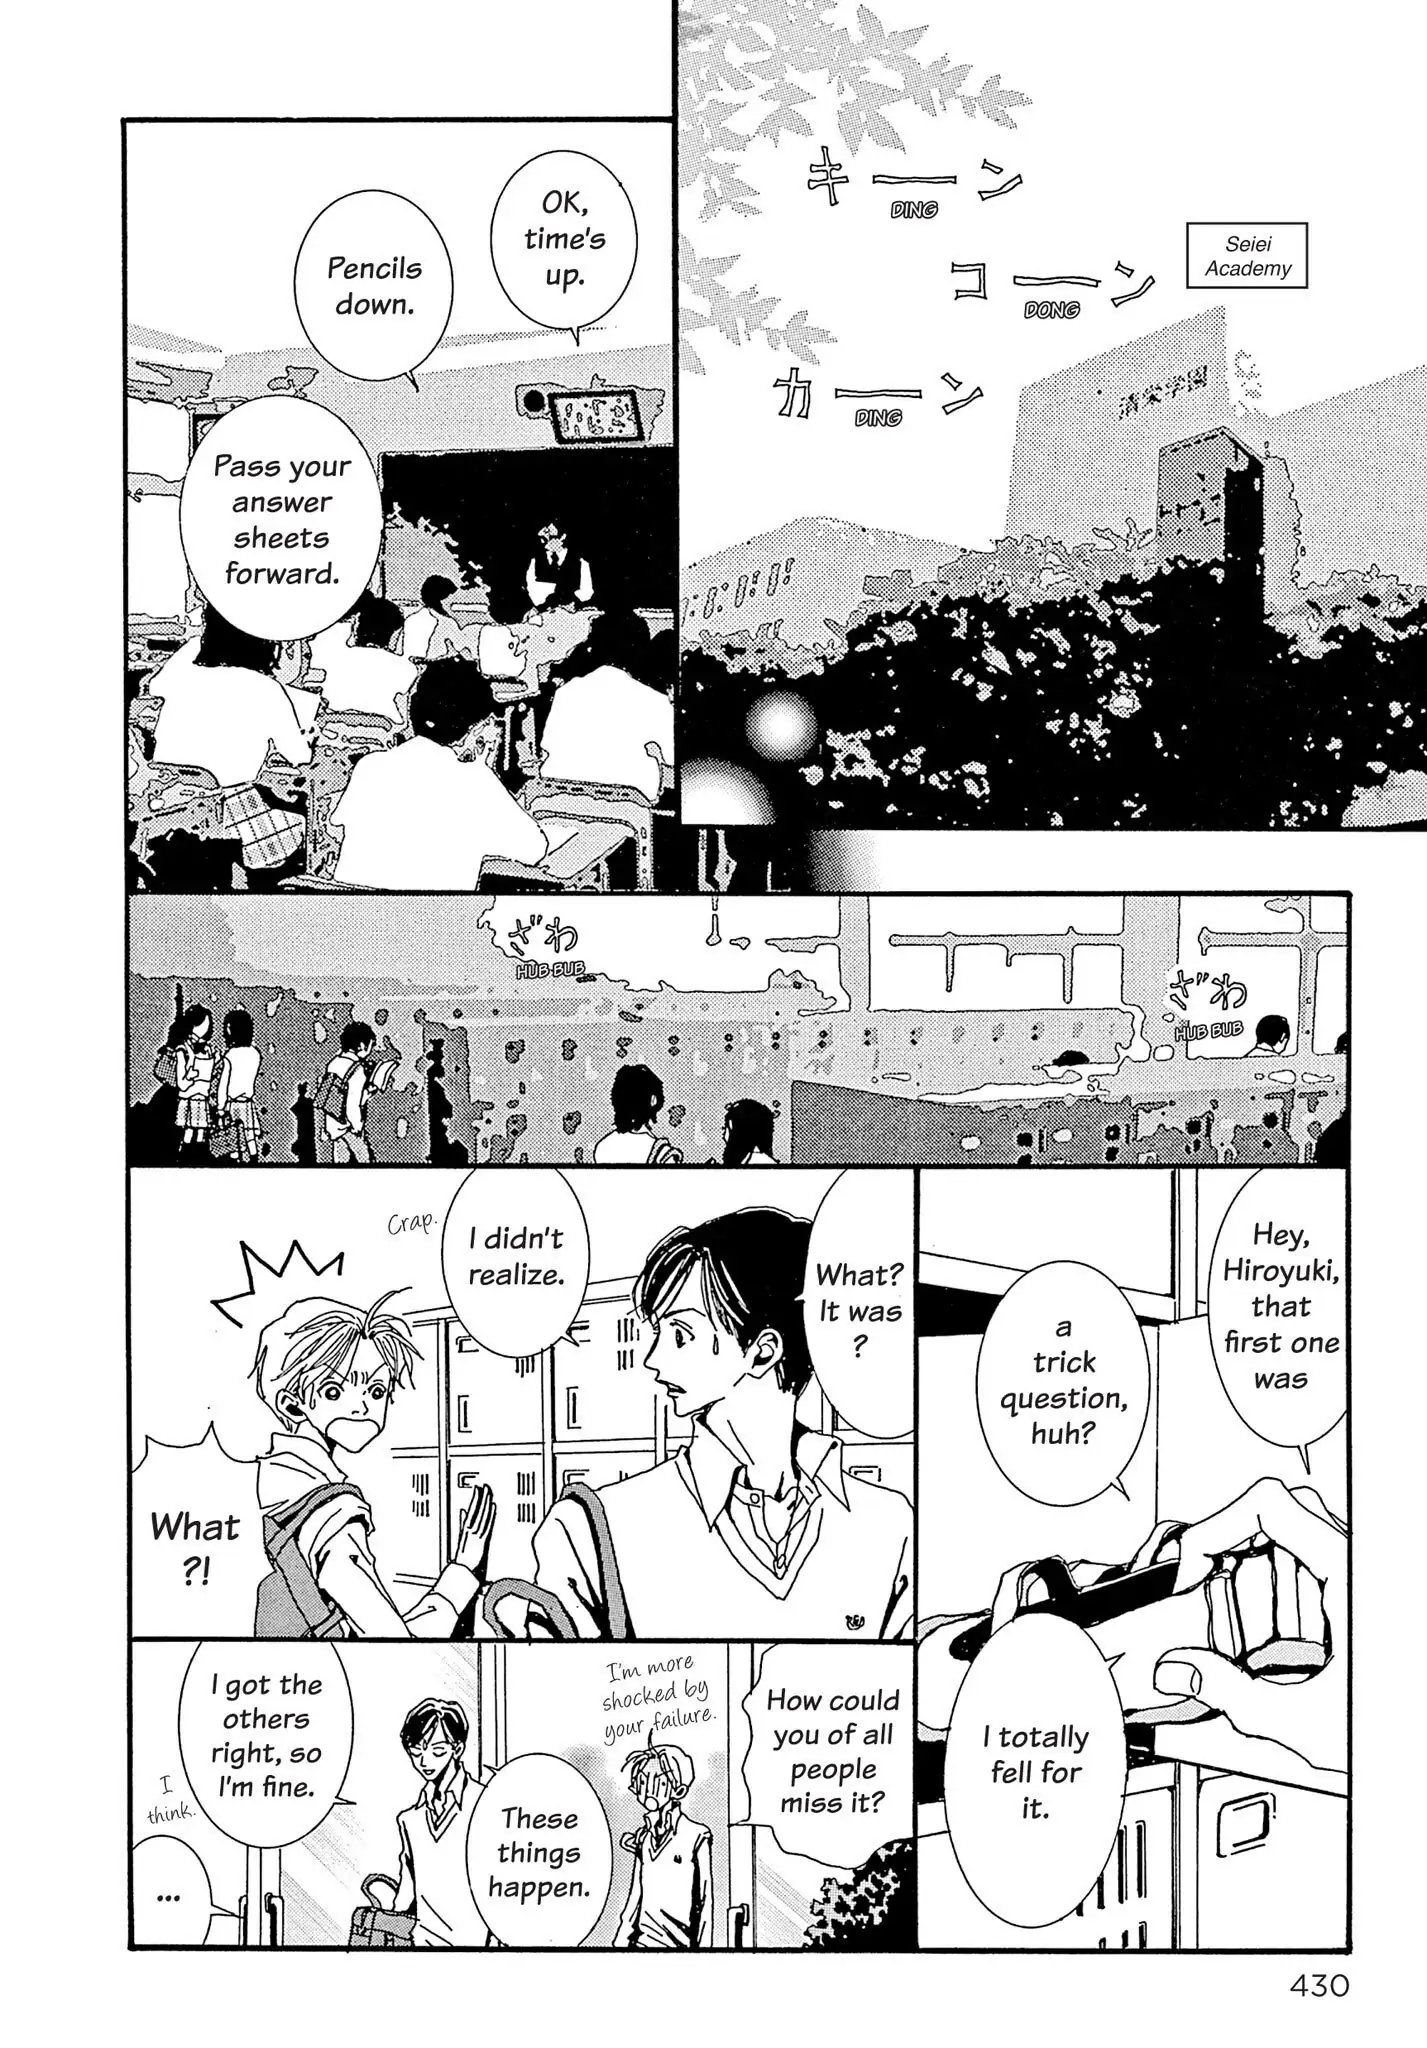 キーン
DING
Seiei
Academy
コーン
DONG
カーン
DING
清栄学園
OK,
time's
up.
Pencils
down.
Pass your
answer
sheets
forward.
ざわ
HUB BUB
ざわ
HUB BUB
Hey,
Hiroyuki,
that
first one
was
a
trick
question,
huh?
I totally
fell for
it.
What?
It was
?
I didn't
realize.
Crap.
What
?!
How could
you of all
people
miss it?
I'm more
shocked by
your failure.
These
things
happen.
I got the
others
right, so
I'm fine.
I
think.
...
430